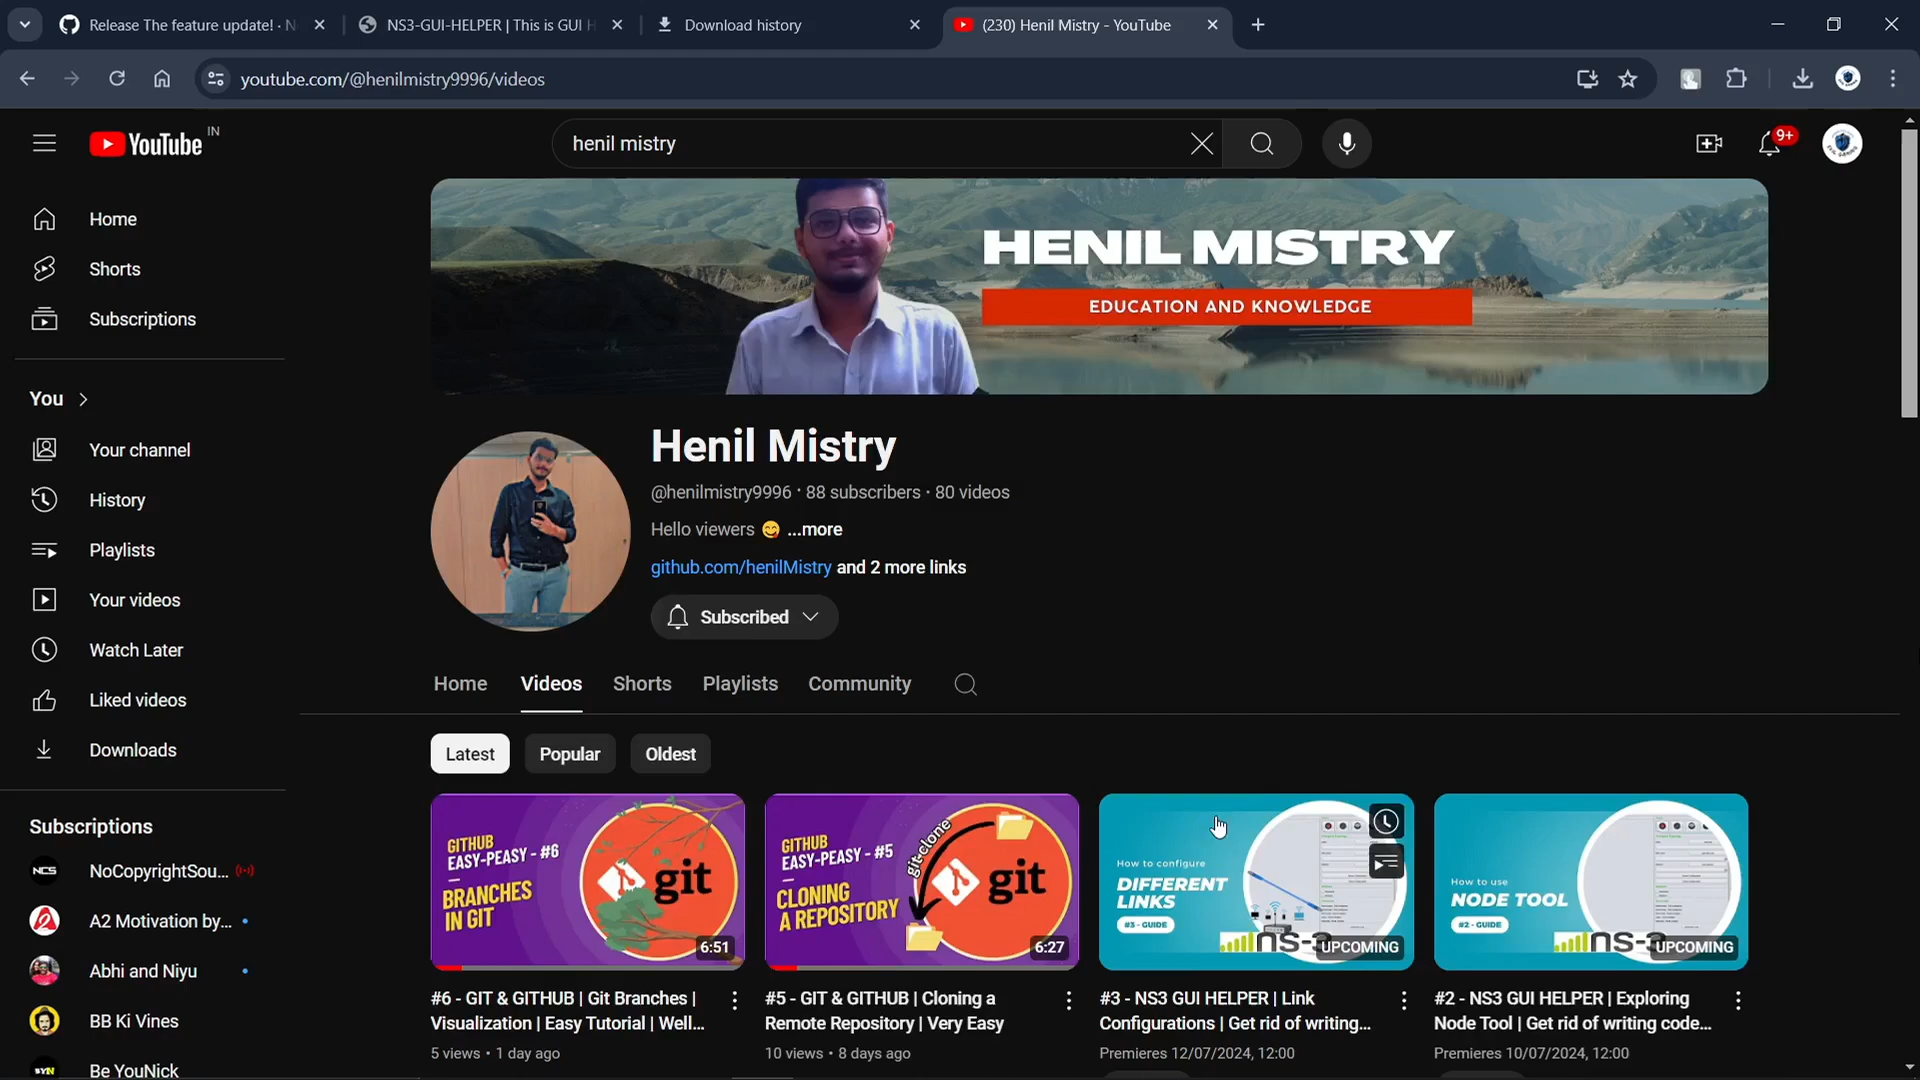 Release The feature update! · N
NS3-GUI-HELPER | This is GUI H
Download history
(230) Henil Mistry - YouTube
youtube.com/@henilmistry9996/videos
YouTube IN
henil mistry
9+
Home
Shorts
Subscriptions
You
Your channel
History
Playlists
Your videos
Watch Later
Liked videos
Downloads
Subscriptions
NCS NoCopyrightSou...
A2 Motivation by...
Abhi and Niyu
BB Ki Vines
BYN Be YouNick
HENIL MISTRY
EDUCATION AND KNOWLEDGE
Henil Mistry
@henilmistry9996 · 88 subscribers · 80 videos
Hello viewers 😋 ...more
github.com/henilMistry and 2 more links
Subscribed
Home Videos Shorts Playlists Community
Latest Popular Oldest
GITHUB
EASY-PEASY - #6
BRANCHES
IN GIT
git
6:51
#6 - GIT & GITHUB | Git Branches |
Visualization | Easy Tutorial | Well...
5 views · 1 day ago
GITHUB
EASY-PEASY - #5
CLONING
A REPOSITORY
git-clone
git
6:27
#5 - GIT & GITHUB | Cloning a
Remote Repository | Very Easy
10 views · 8 days ago
How to configure
DIFFERENT
LINKS
#3 - GUIDE
ns-3
UPCOMING
#3 - NS3 GUI HELPER | Link
Configurations | Get rid of writing...
Premieres 12/07/2024, 12:00
How to use
NODE TOOL
#2 - GUIDE
ns-3
UPCOMING
#2 - NS3 GUI HELPER | Exploring
Node Tool | Get rid of writing code...
Premieres 10/07/2024, 12:00